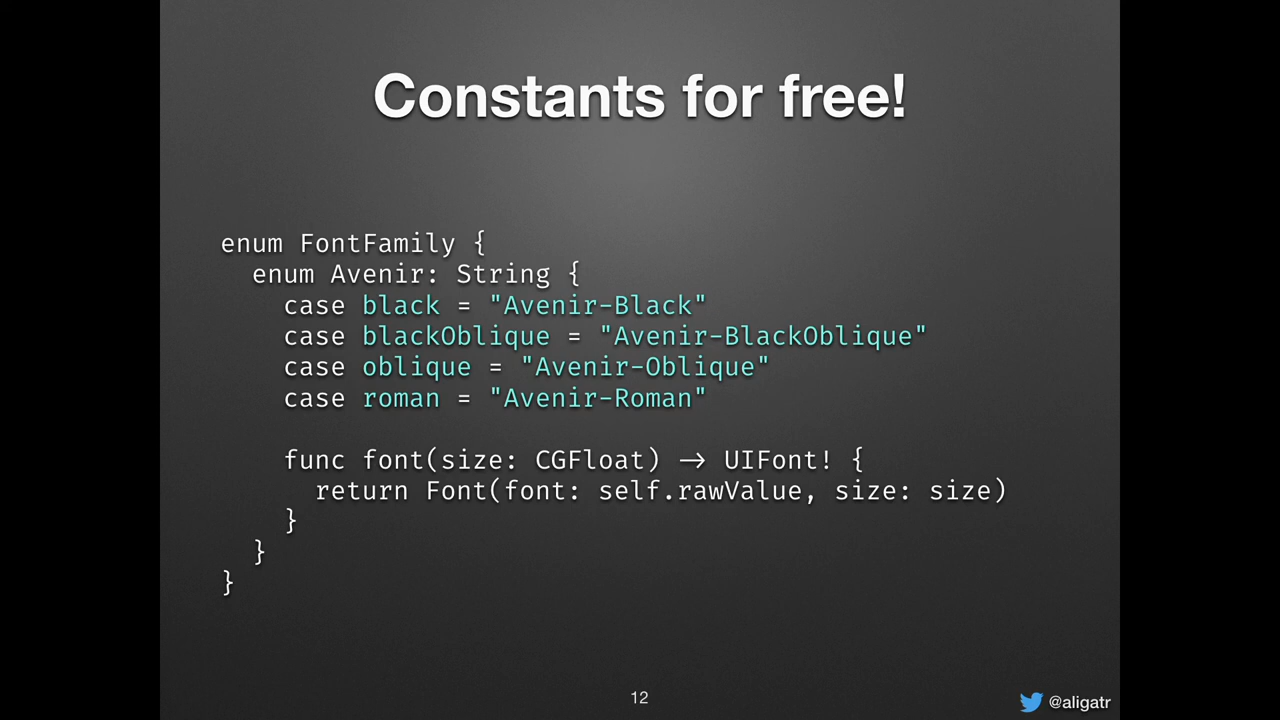 Constants for free!
enum FontFamily {
  enum Avenir: String {
    case black = "Avenir-Black"
    case blackOblique = "Avenir-BlackOblique"
    case oblique = "Avenir-Oblique"
    case roman = "Avenir-Roman"

    func font(size: CGFloat) -> UIFont! {
      return Font(font: self.rawValue, size: size)
    }
  }
}
12
@aligatr